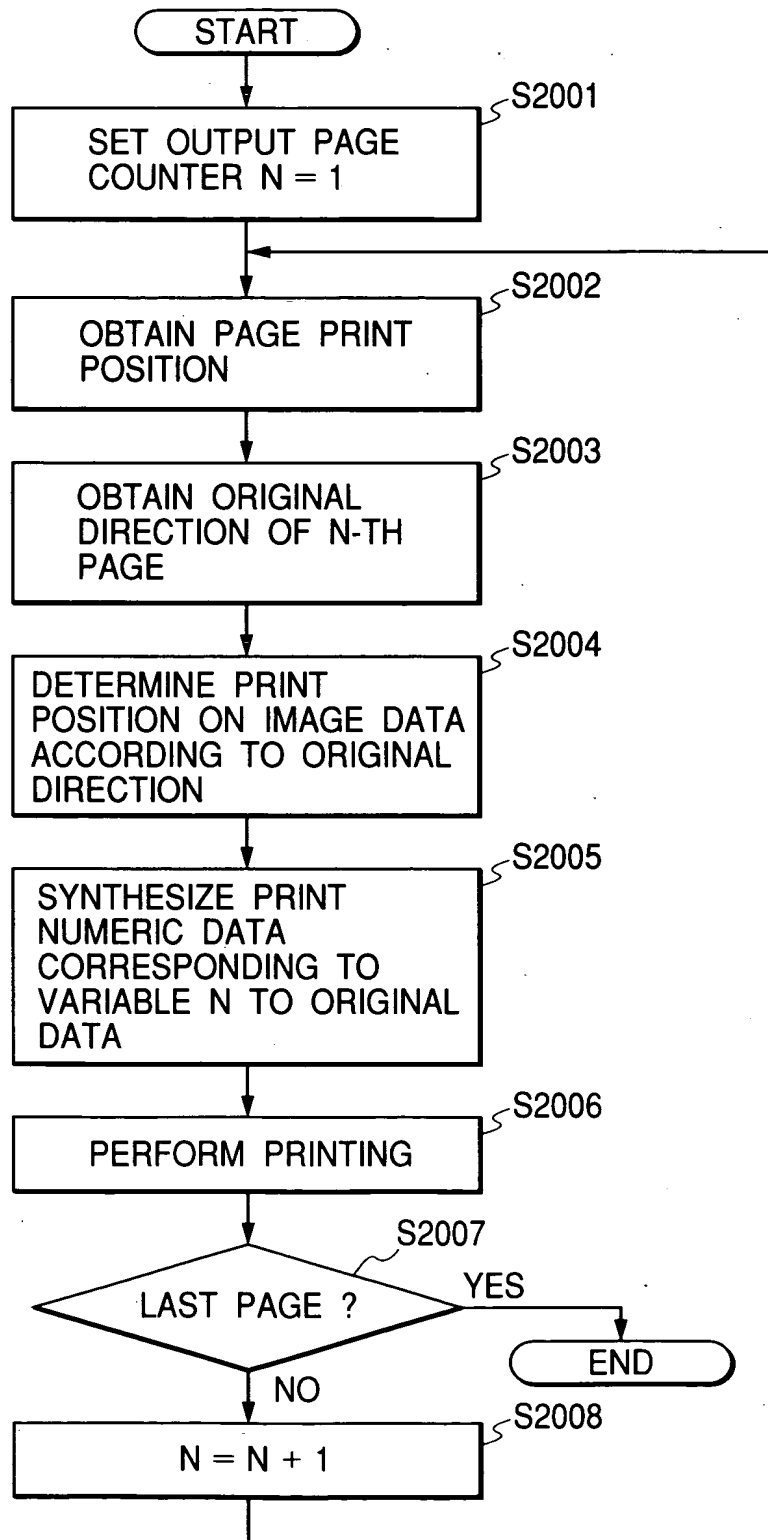 START
S2001
SET OUTPUT PAGE
COUNTER N = 1
S2002
OBTAIN PAGE PRINT
POSITION
S2003
OBTAIN ORIGINAL
DIRECTION OF N-TH
PAGE
S2004
DETERMINE PRINT
POSITION ON IMAGE DATA
ACCORDING TO ORIGINAL
DIRECTION
S2005
SYNTHESIZE PRINT
NUMERIC DATA
CORRESPONDING TO
VARIABLE N TO ORIGINAL
DATA
S2006
PERFORM PRINTING
S2007
LAST PAGE ?
YES
END
NO
S2008
N = N + 1